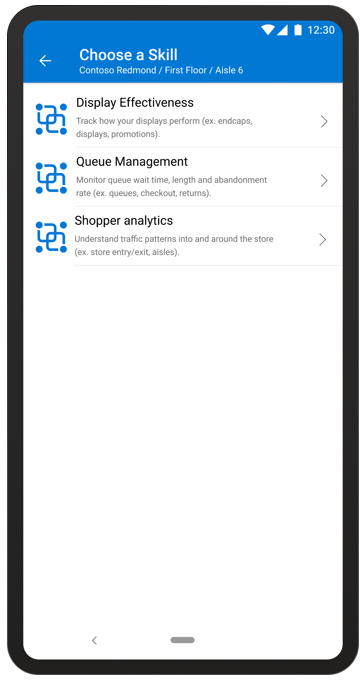 12:30
Choose a Skill
Contoso Redmond / First Floor / Aisle 6
Display Effectiveness
Track how your displays perform (ex. endcaps,
displays, promotions).
Queue Management
Monitor queue wait time, length and abandonment
rate (ex. queues, checkout, returns).
Shopper analytics
Understand traffic patterns into and around the store
(ex. store entry/exit, aisles).